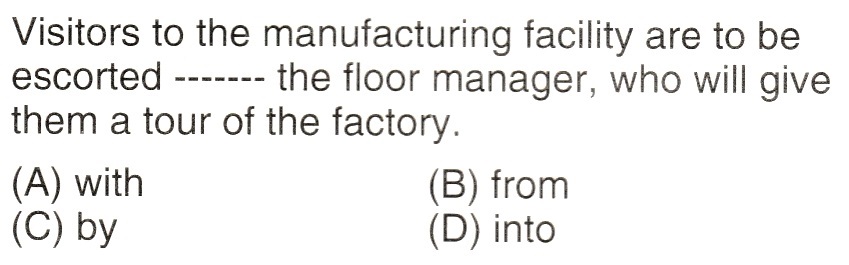 Visitors to the manufacturing facility are to be
escorted ------- the floor manager, who will give
them a tour of the factory.
(A) with (B) from
(C) by (D) into